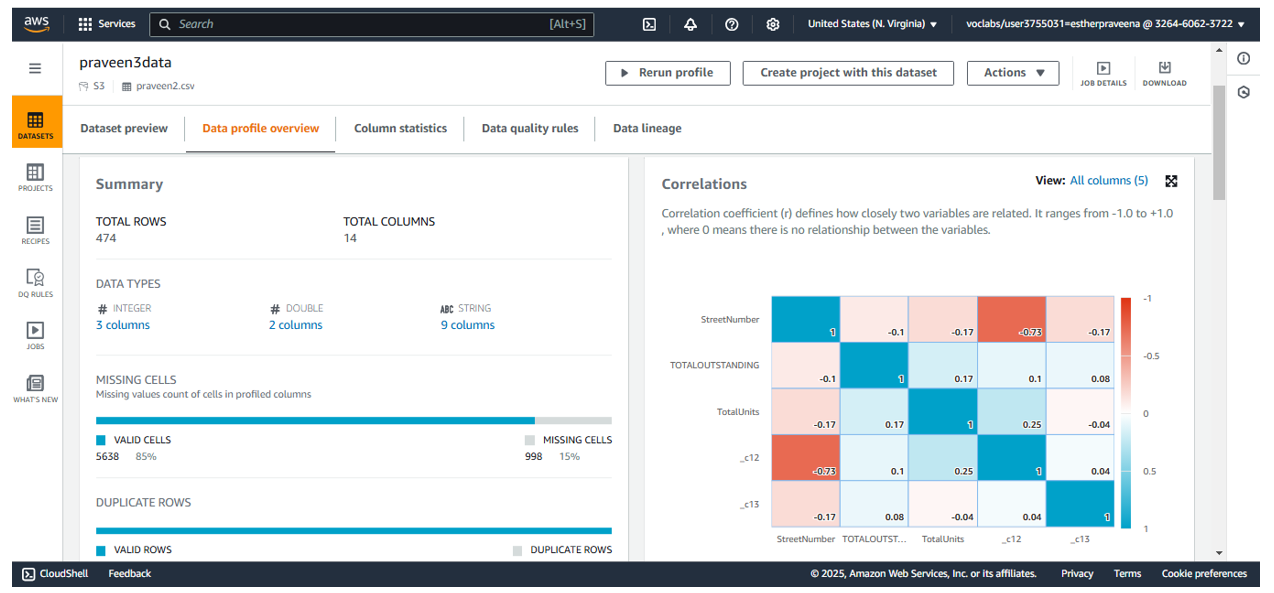 aws
Services
Search
[Alt+S]
United States (N. Virginia) ▼
voclabs/user3755031=estherpraveena @ 3264-6062-3722 ▼
praveen3data
S3
praveen2.csv
Rerun profile
Create project with this dataset
Actions ▼
JOB DETAILS
DOWNLOAD
DATASETS
PROJECTS
RECIPES
DQ RULES
JOBS
WHAT'S NEW
Dataset preview
Data profile overview
Column statistics
Data quality rules
Data lineage
Summary
TOTAL ROWS
474
TOTAL COLUMNS
14
DATA TYPES
# INTEGER
3 columns
# DOUBLE
2 columns
ABC STRING
9 columns
MISSING CELLS
Missing values count of cells in profiled columns
VALID CELLS
5638 85%
MISSING CELLS
998 15%
DUPLICATE ROWS
VALID ROWS
DUPLICATE ROWS
Correlations
View: All columns (5)
Correlation coefficient (r) defines how closely two variables are related. It ranges from -1.0 to +1.0
, where 0 means there is no relationship between the variables.
StreetNumber 1 -0.1 -0.17 -0.73 -0.17
TOTALOUTSTANDING -0.1 1 0.17 0.1 0.08
TotalUnits -0.17 0.17 1 0.25 -0.04
_c12 -0.73 0.1 0.25 1 0.04
_c13 -0.17 0.08 -0.04 0.04 1
StreetNumber TOTALOUTST... TotalUnits _c12 _c13
-1
-0.5
0
0.5
1
CloudShell
Feedback
© 2025, Amazon Web Services, Inc. or its affiliates.
Privacy
Terms
Cookie preferences